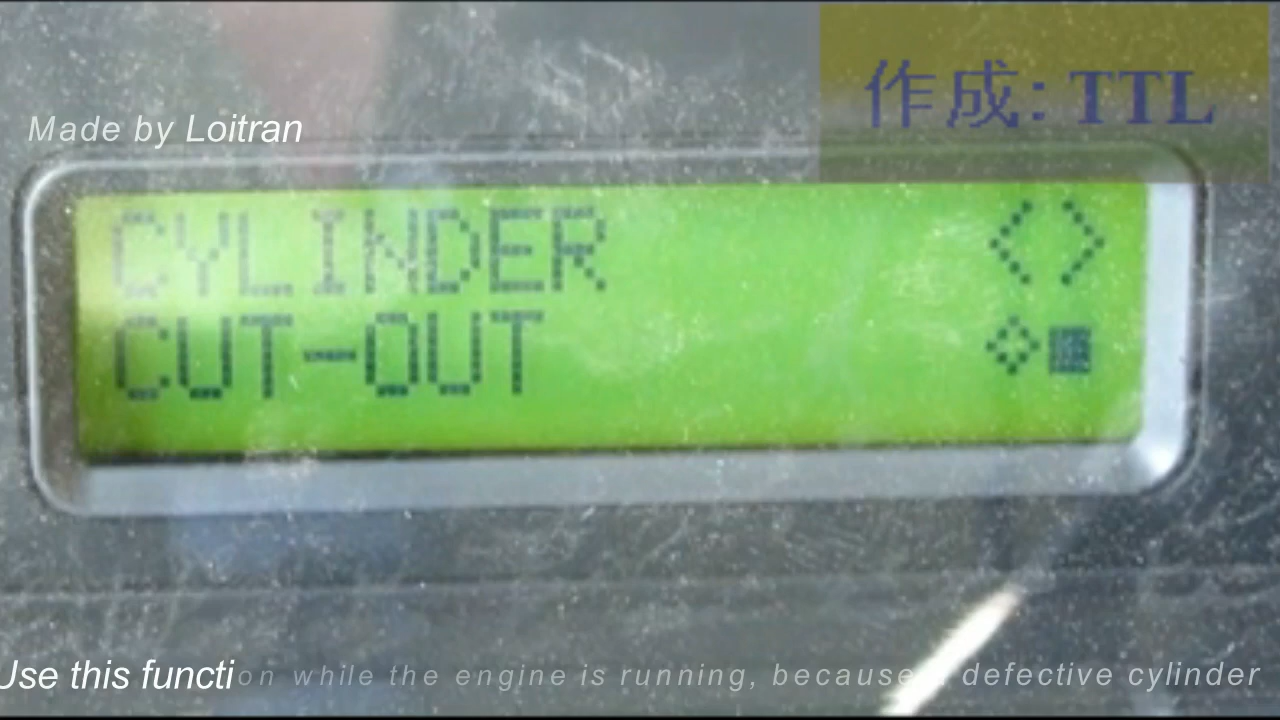 作成: TTL
Made by Loitran
CYLINDER <>
CUT-OUT
Use this function while the engine is running, because a defective cylinder